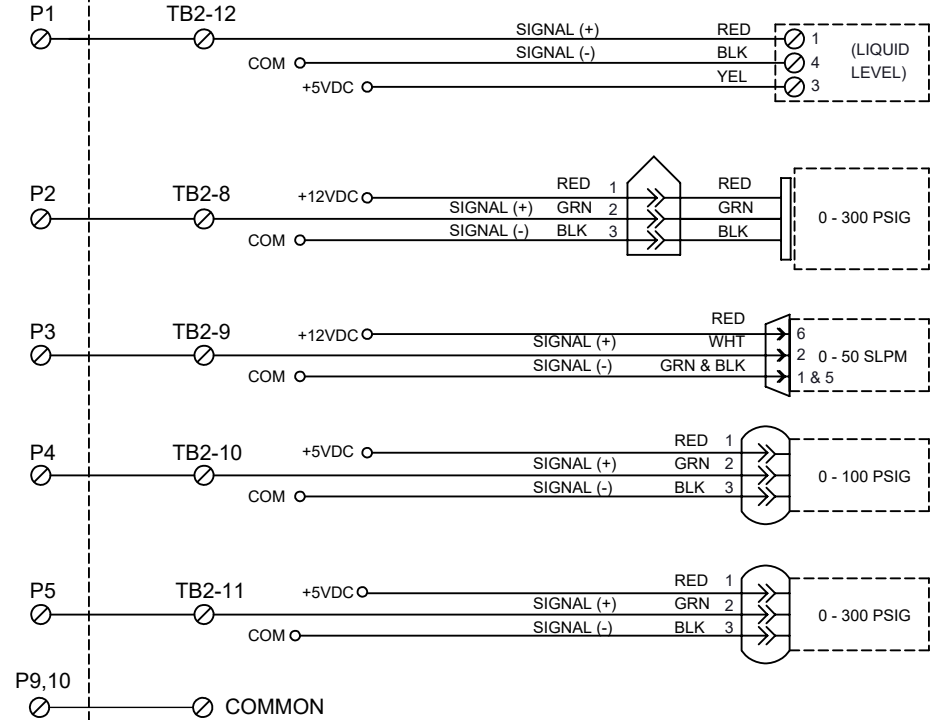 P1 TB2-12 SIGNAL (+) RED 1
COM SIGNAL (-) BLK 4 (LIQUID
+5VDC YEL 3 LEVEL)
P2 TB2-8 +12VDC RED 1 RED
SIGNAL (+) GRN 2 GRN 0 - 300 PSIG
COM SIGNAL (-) BLK 3 BLK
P3 TB2-9 +12VDC RED 6
SIGNAL (+) WHT 2 0 - 50 SLPM
COM SIGNAL (-) GRN & BLK 1 & 5
P4 TB2-10 +5VDC RED 1
SIGNAL (+) GRN 2 0 - 100 PSIG
COM SIGNAL (-) BLK 3
P5 TB2-11 +5VDC RED 1
SIGNAL (+) GRN 2 0 - 300 PSIG
COM SIGNAL (-) BLK 3
P9,10
COMMON